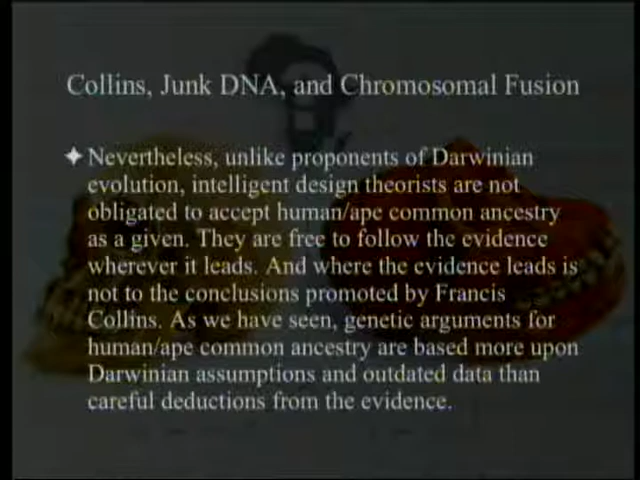 Collins, Junk DNA, and Chromosomal Fusion
Nevertheless, unlike proponents of Darwinian
evolution, intelligent design theorists are not
obligated to accept human/ape common ancestry
as a given. They are free to follow the evidence
wherever it leads. And where the evidence leads is
not to the conclusions promoted by Francis
Collins. As we have seen, genetic arguments for
human/ape common ancestry are based more upon
Darwinian assumptions and outdated data than
careful deductions from the evidence.